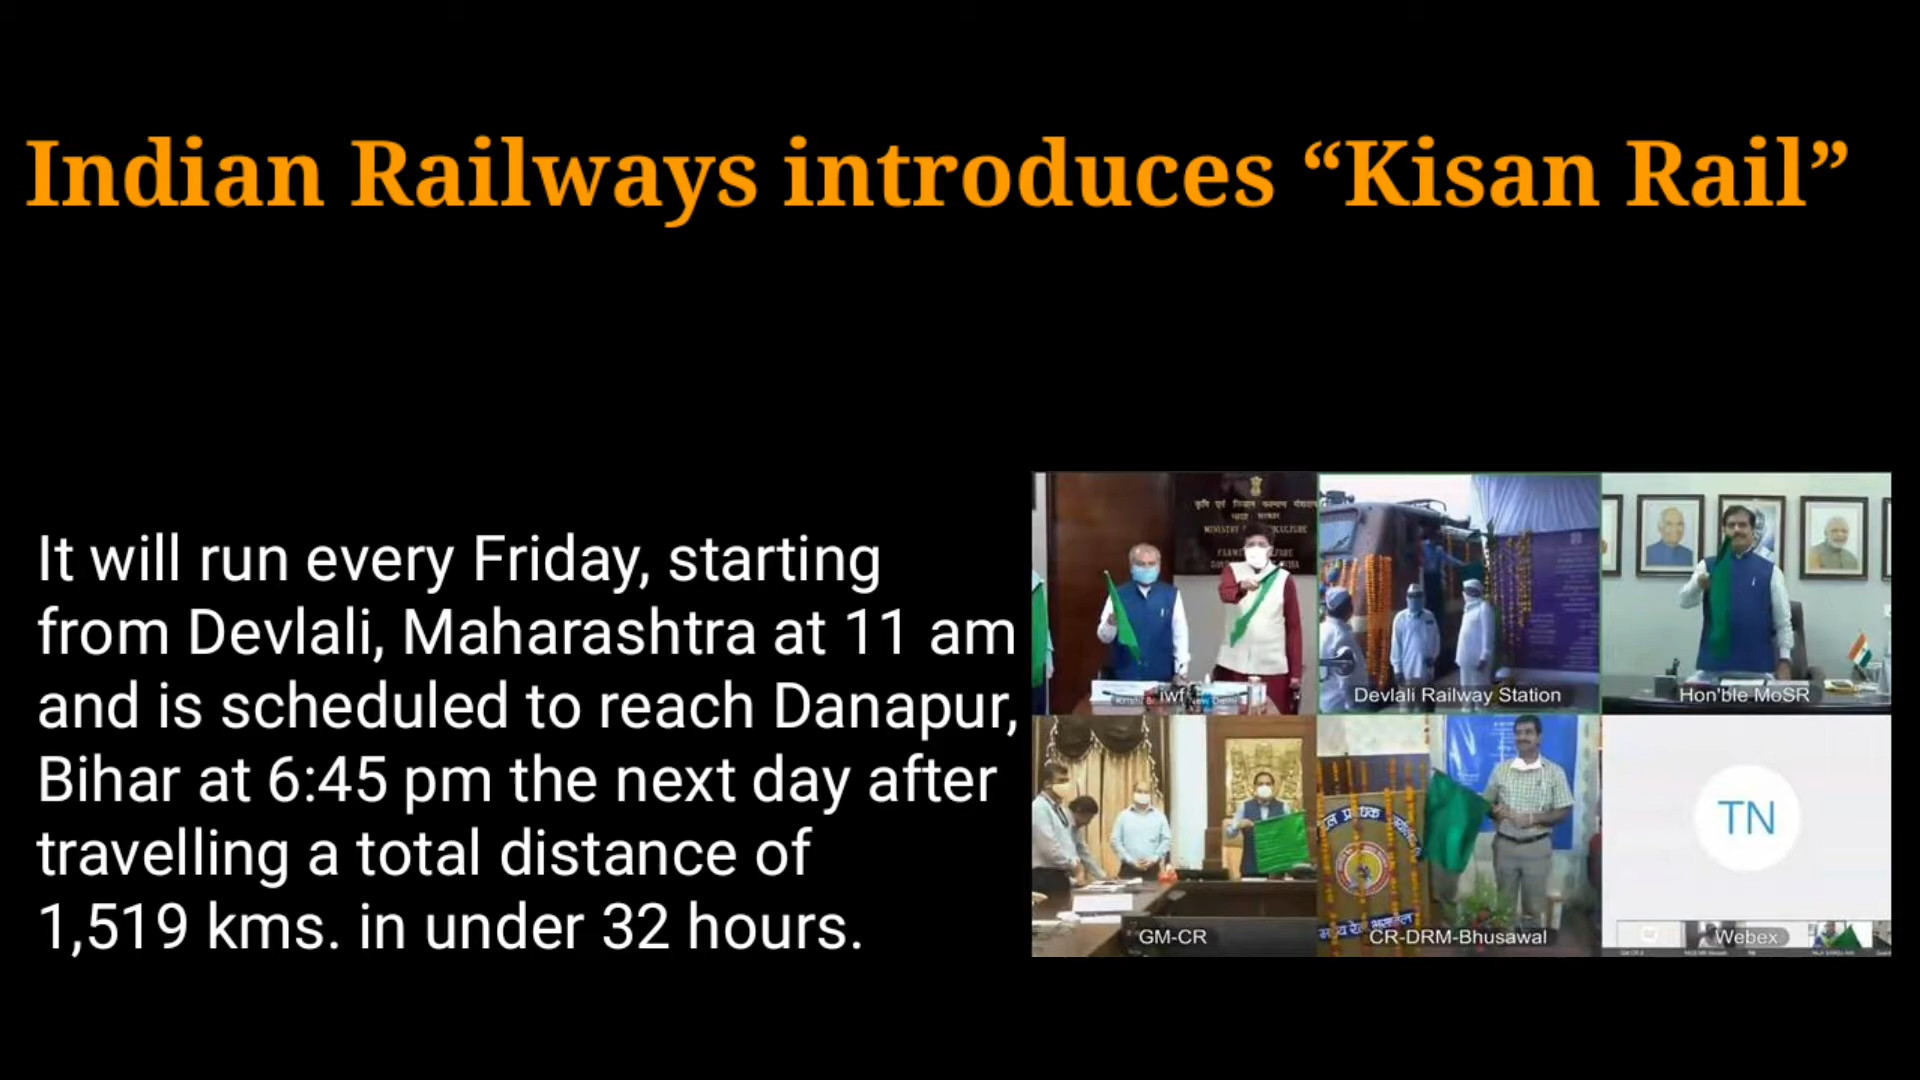 Indian Railways introduces “Kisan Rail”
It will run every Friday, starting
from Devlali, Maharashtra at 11 am
and is scheduled to reach Danapur,
Bihar at 6:45 pm the next day after
travelling a total distance of
1,519 kms. in under 32 hours.
iwf
Devlali Railway Station
Hon'ble MoSR
GM-CR
CR-DRM-Bhusawal
TN
Webex